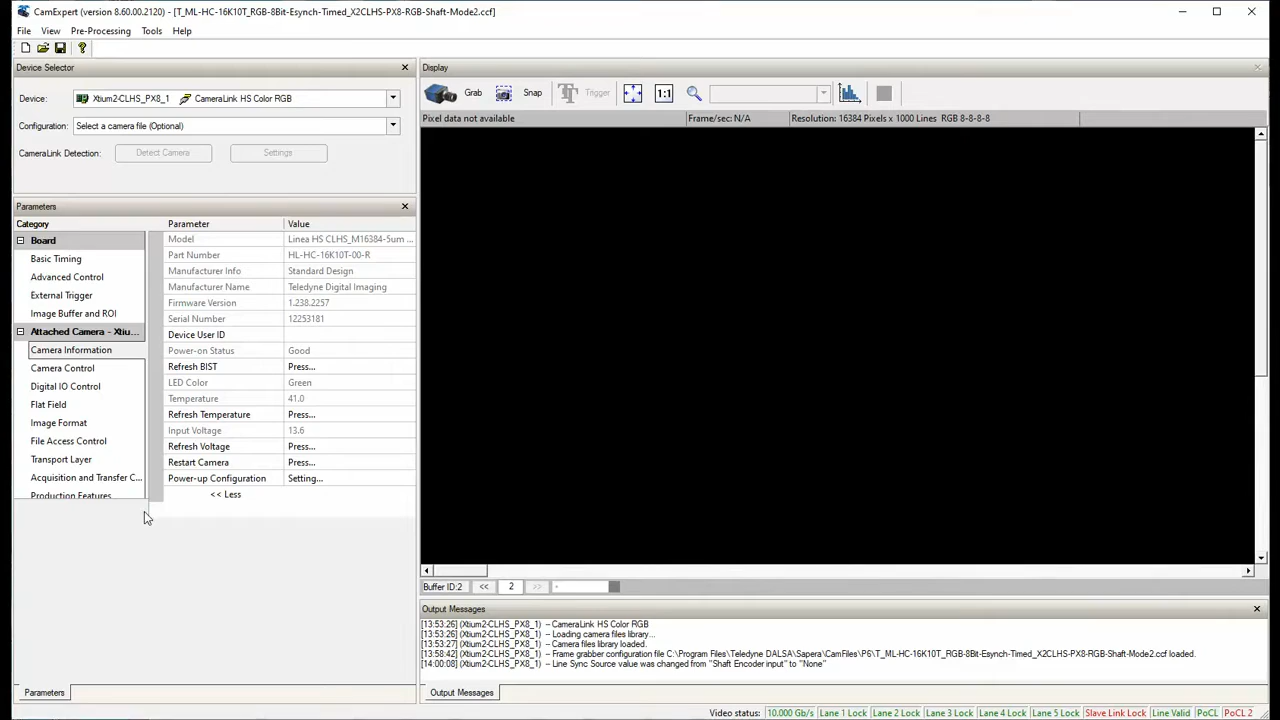 CamExpert (version 8.60.00.2120) - [T_ML-HC-16K10T_RGB-8Bit-Esynch-Timed_X2CLHS-PX8-RGB-Shaft-Mode2.ccf]
File View Pre-Processing Tools Help
Device Selector
Device: Xtium2-CLHS_PX8_1 CameraLink HS Color RGB
Configuration: Select a camera file (Optional)
CameraLink Detection: Detect Camera Settings
Parameters
Category Parameter Value
Board
Basic Timing
Advanced Control
External Trigger
Image Buffer and ROI
Attached Camera - Xtiu...
Camera Information
Camera Control
Digital IO Control
Flat Field
Image Format
File Access Control
Transport Layer
Acquisition and Transfer C...
Production Features
Model Linea HS CLHS_M16384-5um ...
Part Number HL-HC-16K10T-00-R
Manufacturer Info Standard Design
Manufacturer Name Teledyne Digital Imaging
Firmware Version 1.238.2257
Serial Number 12253181
Device User ID
Power-on Status Good
Refresh BIST Press...
LED Color Green
Temperature 41.0
Refresh Temperature Press...
Input Voltage 13.6
Refresh Voltage Press...
Restart Camera Press...
Power-up Configuration Setting...
<< Less
Parameters
Display
Grab Snap Trigger 1:1
Pixel data not available Frame/sec: N/A Resolution: 16384 Pixels x 1000 Lines RGB 8-8-8-8
Buffer ID:2 << 2 >> -
Output Messages
[13:53:26] (Xtium2-CLHS_PX8_1) -- CameraLink HS Color RGB
[13:53:26] (Xtium2-CLHS_PX8_1) -- Loading camera files library...
[13:53:27] (Xtium2-CLHS_PX8_1) -- Camera files library loaded.
[13:58:42] (Xtium2-CLHS_PX8_1) -- Frame grabber configuration file C:\Program Files\Teledyne DALSA\Sapera\CamFiles\P6\T_ML-HC-16K10T_RGB-8Bit-Esynch-Timed_X2CLHS-PX8-RGB-Shaft-Mode2.ccf loaded.
[14:00:08] (Xtium2-CLHS_PX8_1) -- Line Sync Source value was changed from "Shaft Encoder input" to "None"
Output Messages
Video status: 10.000 Gb/s Lane 1 Lock Lane 2 Lock Lane 3 Lock Lane 4 Lock Lane 5 Lock Slave Link Lock Line Valid PoCL PoCL 2